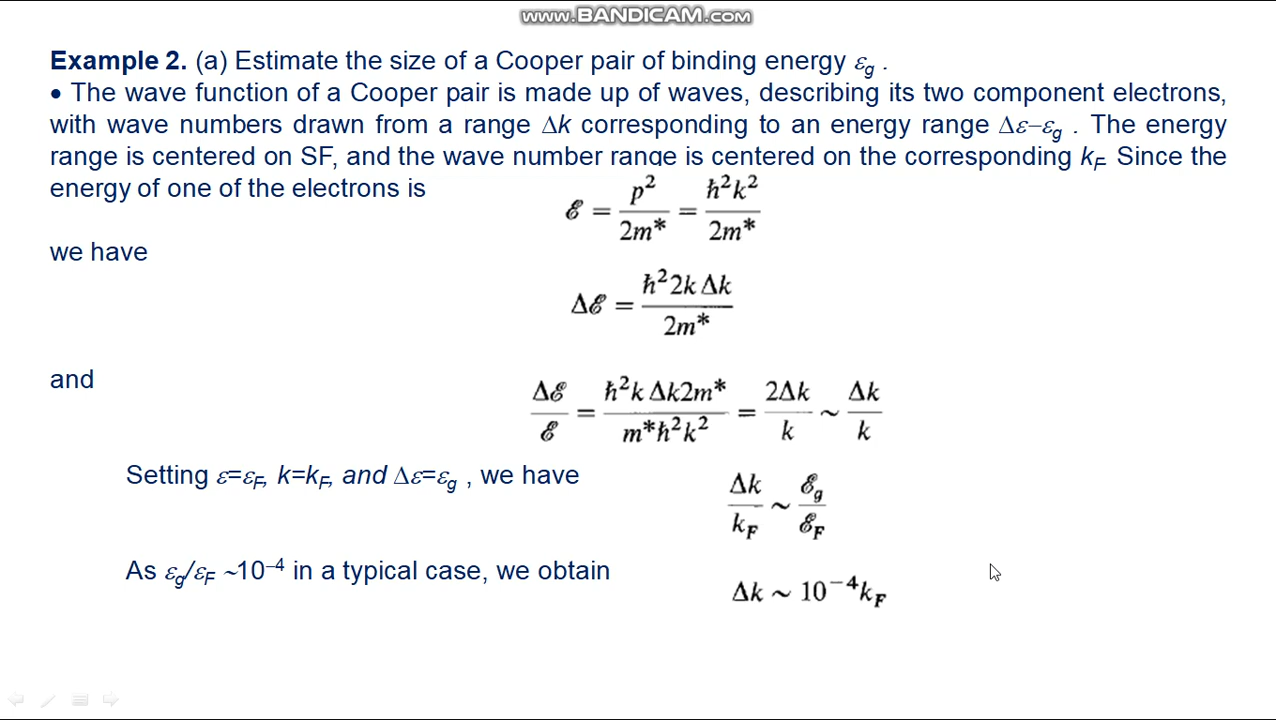 www.BANDICAM.com
Example 2. (a) Estimate the size of a Cooper pair of binding energy εg .
• The wave function of a Cooper pair is made up of waves, describing its two component electrons,
with wave numbers drawn from a range Δk corresponding to an energy range Δε−εg . The energy
range is centered on SF, and the wave number range is centered on the corresponding kF. Since the
energy of one of the electrons is
ℰ = p²/2m* = ħ²k²/2m*
we have
Δℰ = ħ²2k Δk/2m*
and
Δℰ/ℰ = ħ²k Δk2m*/m*ħ²k² = 2Δk/k ~ Δk/k
Setting ε=εF, k=kF, and Δε=εg , we have
Δk/kF ~ ℰg/ℰF
As εg/εF ~10⁻⁴ in a typical case, we obtain
Δk ~ 10⁻⁴kF